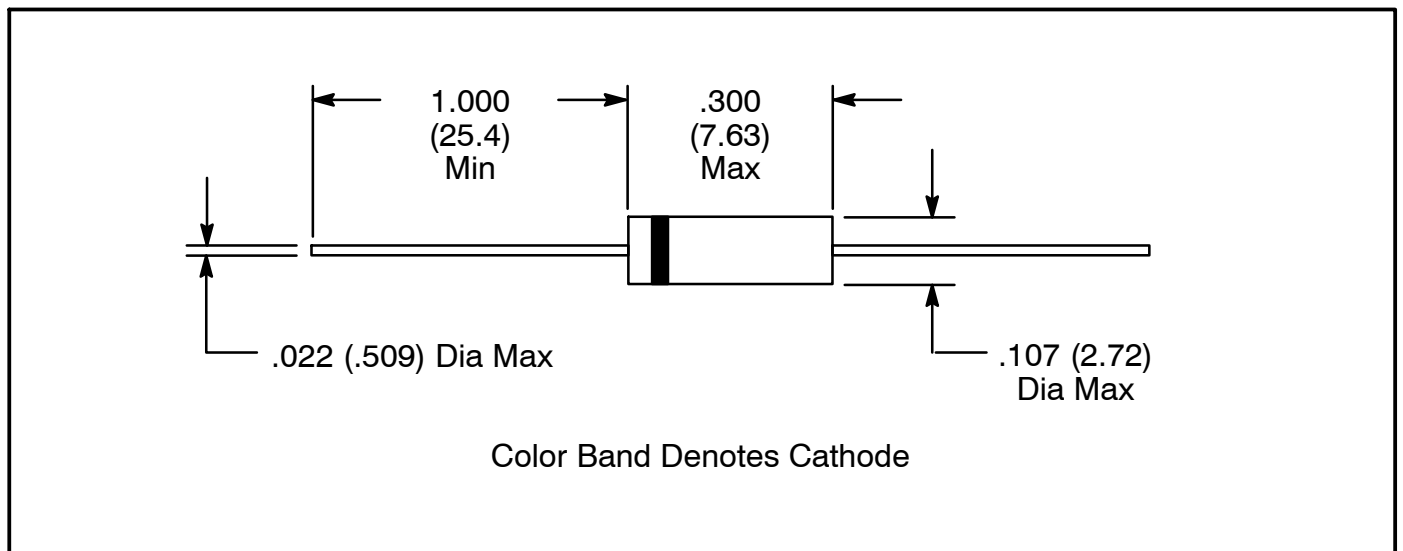 1.000
(25.4)
Min
.300
(7.63)
Max
.022 (.509) Dia Max
.107 (2.72)
Dia Max
Color Band Denotes Cathode